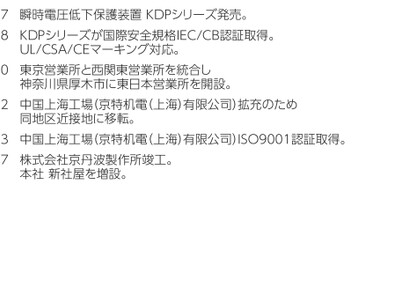 7 瞬時電圧低下保護装置 KDPシリーズ発売。
8 KDPシリーズが国際安全規格IEC/CB認証取得。
UL/CSA/CEマーキング対応。
0 東京営業所と西関東営業所を統合し
神奈川県厚木市に東日本営業所を開設。
2 中国上海工場（京特机電（上海）有限公司）拡充のため
同地区近接地に移転。
3 中国上海工場（京特机電（上海）有限公司）ISO9001認証取得。
7 株式会社京丹波製作所竣工。
本社 新社屋を増設。